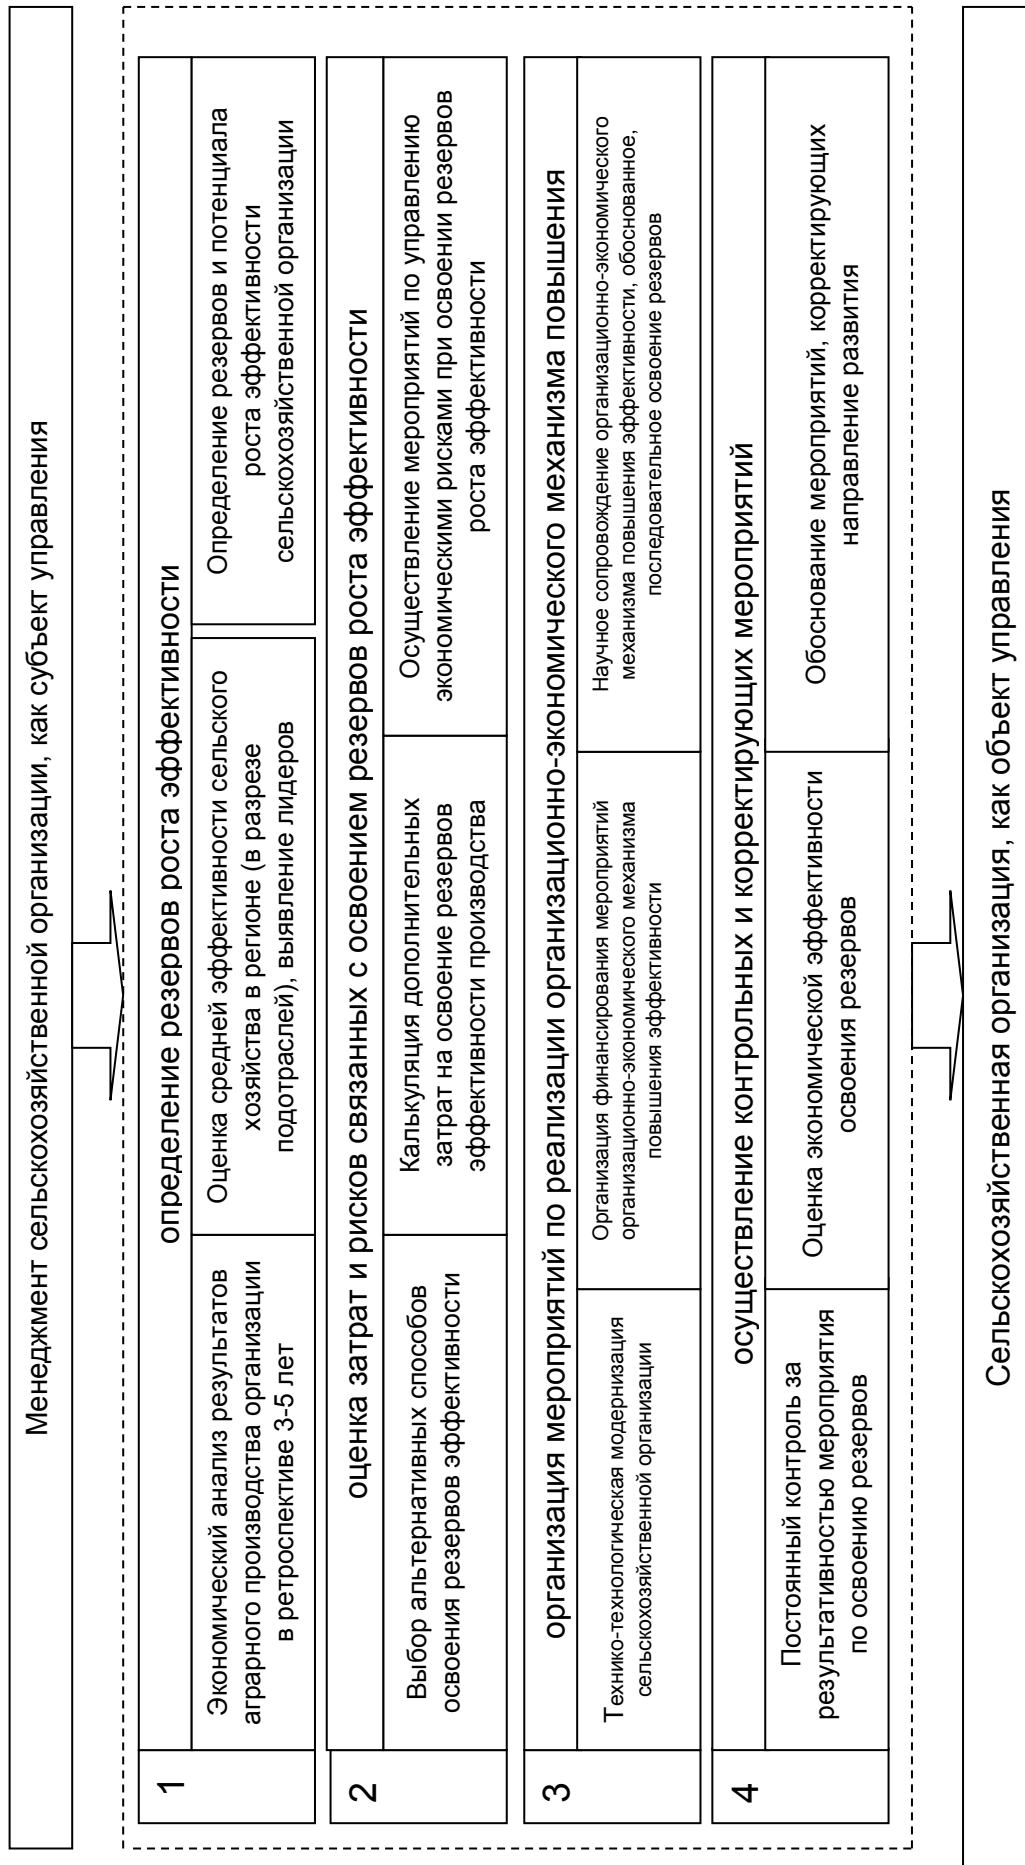 Менеджмент сельскохозяйственной организации, как субъект управления
1
определение резервов роста эффективности
Экономический анализ результатов
аграрного производства организации
в ретроспективе 3-5 лет
Оценка средней эффективности сельского
хозяйства в регионе (в разрезе
подотраслей), выявление лидеров
Определение резервов и потенциала
роста эффективности
сельскохозяйственной организации
2
оценка затрат и рисков связанных с освоением резервов роста эффективности
Выбор альтернативных способов
освоения резервов эффективности
Калькуляция дополнительных
затрат на освоение резервов
эффективности производства
Осуществление мероприятий по управлению
экономическими рисками при освоении резервов
роста эффективности
3
организация мероприятий по реализации организационно-экономического механизма повышения
Технико-технологическая модернизация
сельскохозяйственной организации
Организация финансирования мероприятий
организационно-экономического механизма
повышения эффективности
Научное сопровождение организационно-экономического
механизма повышения эффективности, обоснованное,
последовательное освоение резервов
4
осуществление контрольных и корректирующих мероприятий
Постоянный контроль за
результативностью мероприятия
по освоению резервов
Оценка экономической эффективности
освоения резервов
Обоснование мероприятий, корректирующих
направление развития
Сельскохозяйственная организация, как объект управления